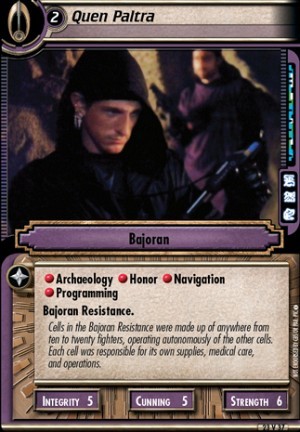 2 Quen Paltra
Bajoran
Archaeology Honor Navigation
Programming
Bajoran Resistance.
Cells in the Bajoran Resistance were made up of anywhere from
ten to twenty fighters, operating autonomously of the other cells.
Each cell was responsible for its own supplies, medical care,
and operations.
INTEGRITY 5 CUNNING 5 STRENGTH 6